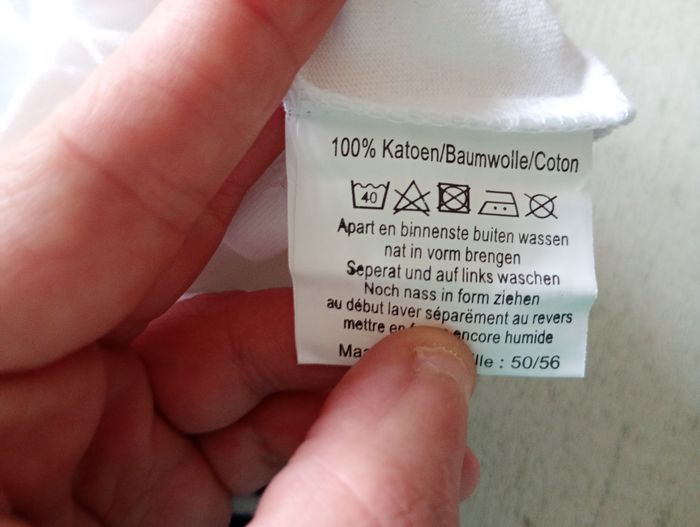 100% Katoen/Baumwolle/Coton
40
Apart en binnenste buiten wassen
nat in vorm brengen
Seperat und auf links waschen
Noch nass in form ziehen
au début laver séparëment au revers
mettre en encore humide
: 50/56